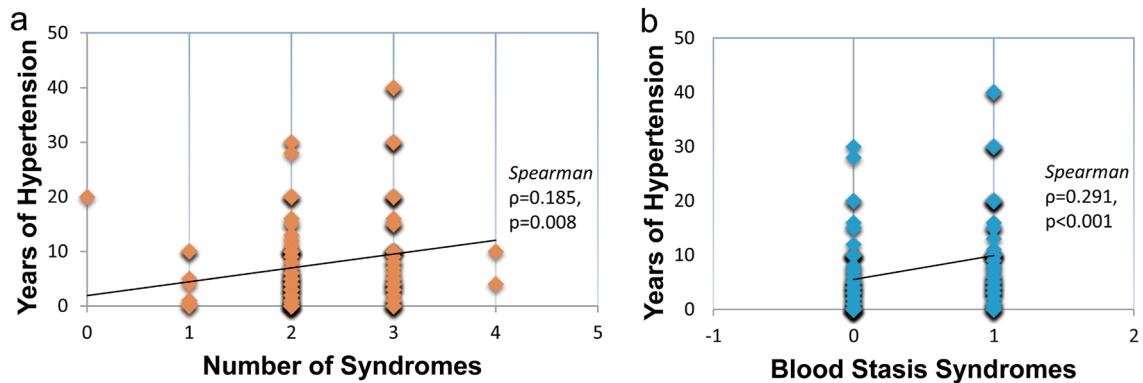 a
Years of Hypertension
50
40
30
20
10
0
0 1 2 3 4 5
Number of Syndromes
Spearman
ρ=0.185,
p=0.008
b
Years of Hypertension
50
40
30
20
10
0
-1 0 1 2
Blood Stasis Syndromes
Spearman
ρ=0.291,
p<0.001